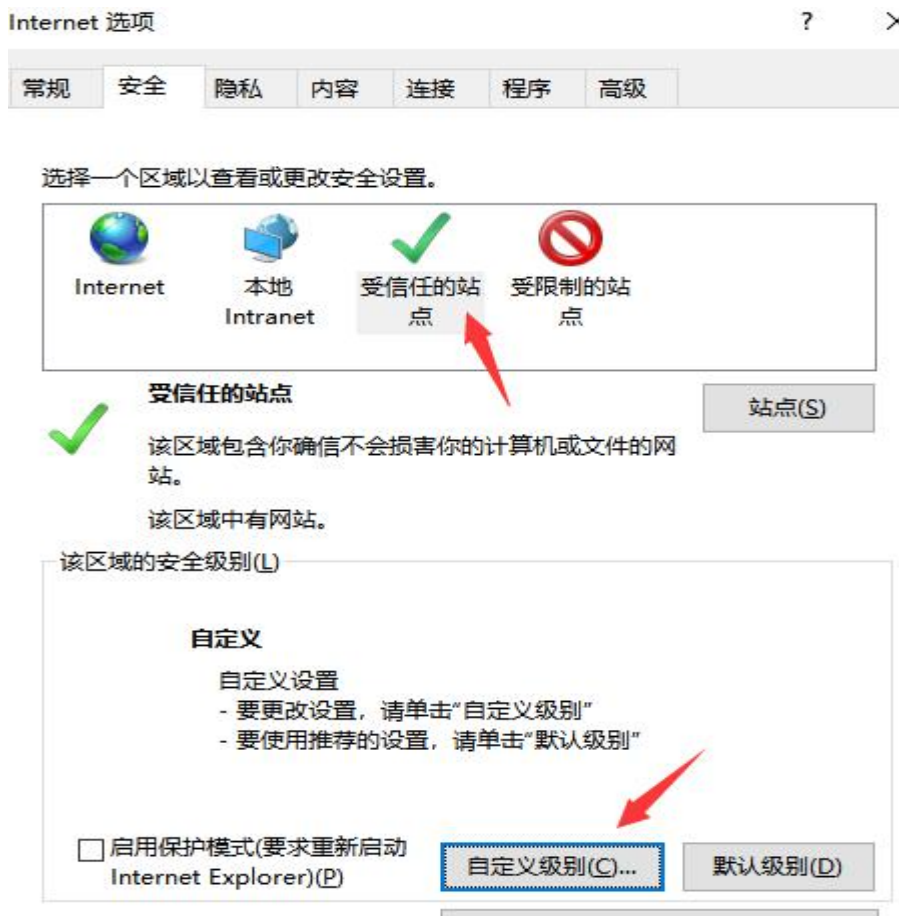 Internet 选项
?
常规 安全 隐私 内容 连接 程序 高级
选择一个区域以查看或更改安全设置。
Internet
本地
Intranet
受信任的站
点
受限制的站
点
受信任的站点
站点(S)
该区域包含你确信不会损害你的计算机或文件的网
站。
该区域中有网站。
该区域的安全级别(L)
自定义
自定义设置
- 要更改设置，请单击“自定义级别”
- 要使用推荐的设置，请单击“默认级别”
启用保护模式(要求重新启动
Internet Explorer)(P)
自定义级别(C)...
默认级别(D)